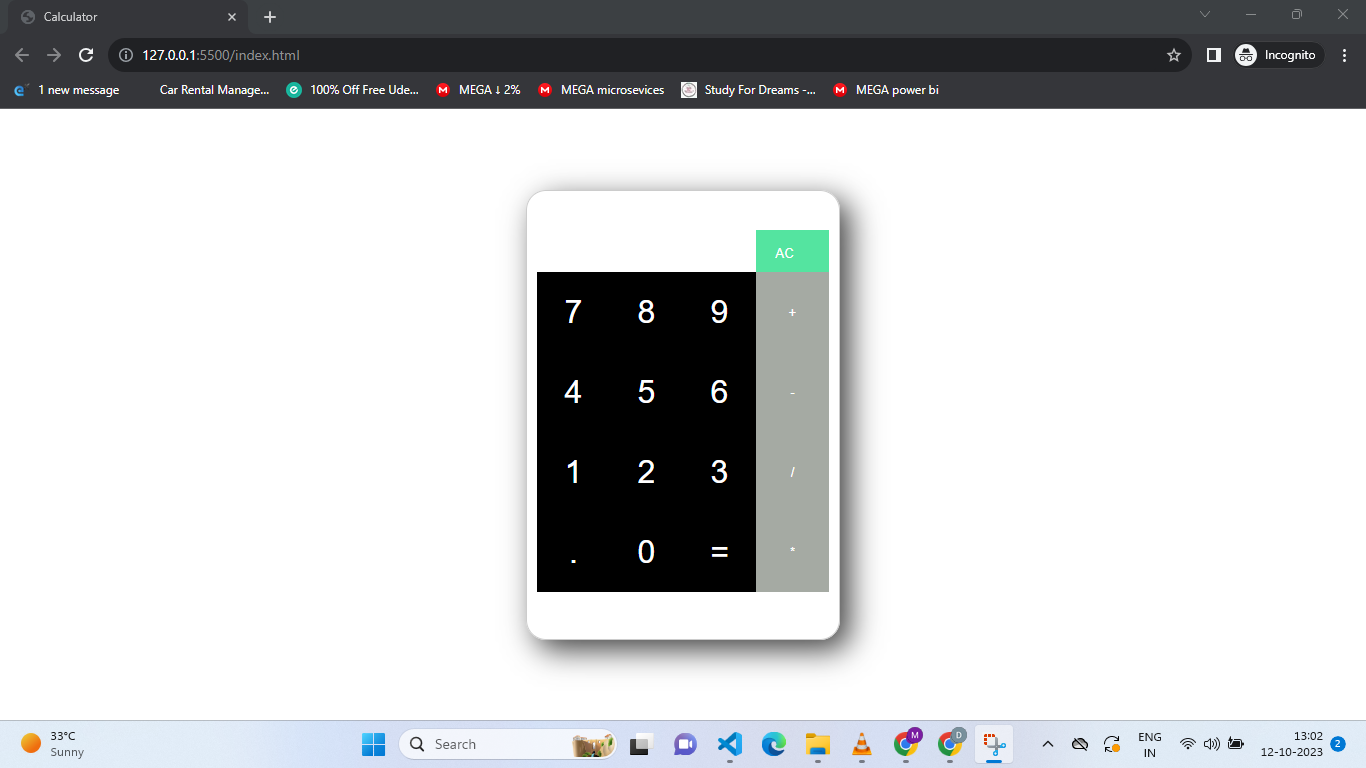 Calculator
127.0.0.1:5500/index.html
Incognito
1 new message
Car Rental Manage...
100% Off Free Ude...
MEGA ↓ 2%
MEGA microsevices
Study For Dreams -...
MEGA power bi
AC
7 8 9 +
4 5 6 -
1 2 3 /
. 0 = *
33°C
Sunny
Search
M
D
ENG
IN
13:02
12-10-2023
2